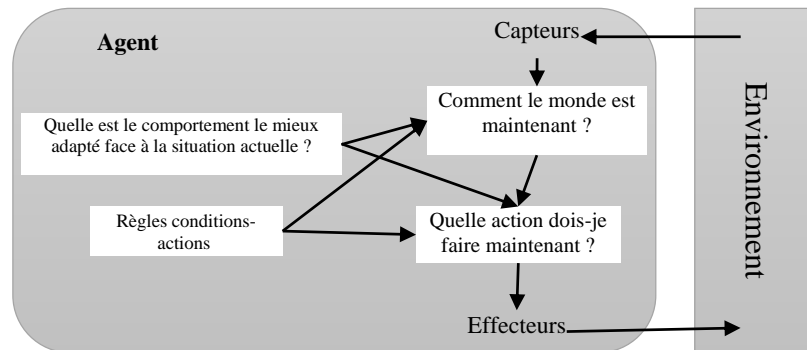 Agent
Capteurs
Quelle est le comportement le mieux
adapté face à la situation actuelle ?
Comment le monde est
maintenant ?
Règles conditions-
actions
Quelle action dois-je
faire maintenant ?
Effecteurs
Environnement